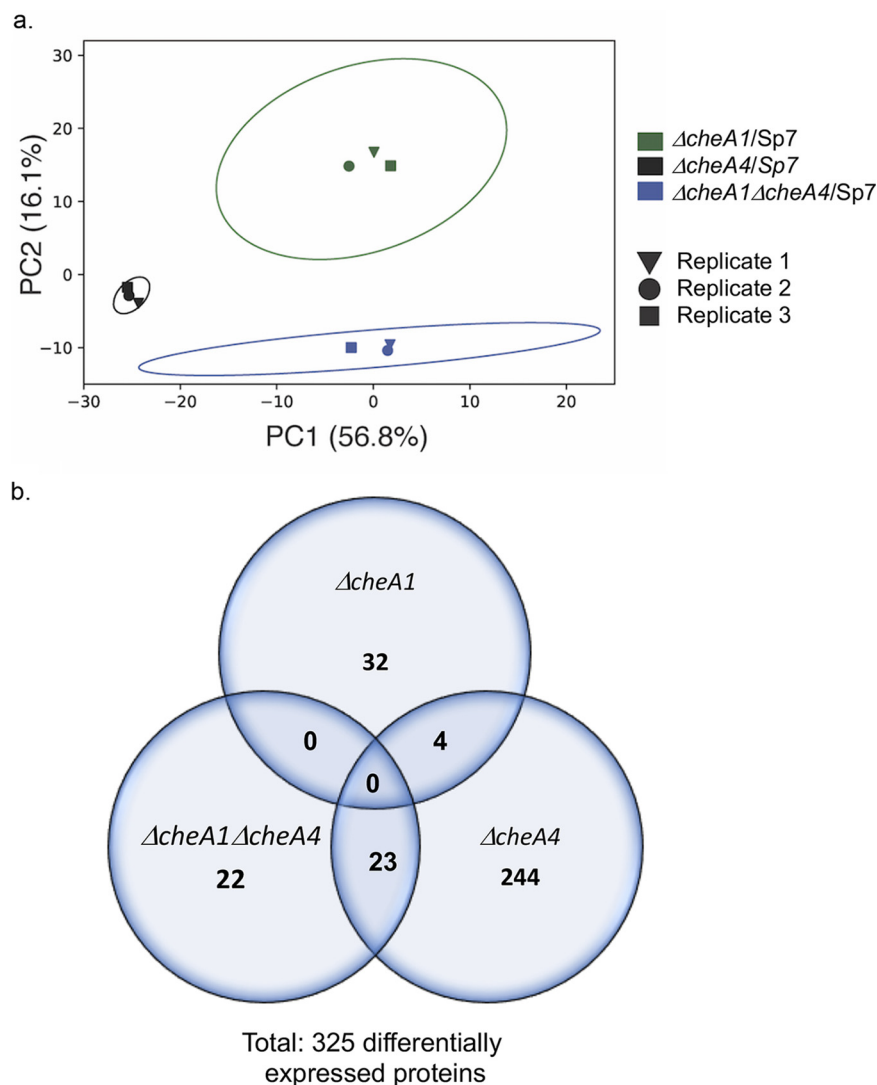 a.
30
20
10
0
−10
−30
−20
−10
0
10
20
PC2 (16.1%)
PC1 (56.8%)
ΔcheA1/Sp7
ΔcheA4/Sp7
ΔcheA1ΔcheA4/Sp7
Replicate 1
Replicate 2
Replicate 3
b.
ΔcheA1
32
0
4
0
ΔcheA1ΔcheA4
22
23
ΔcheA4
244
Total: 325 differentially
expressed proteins